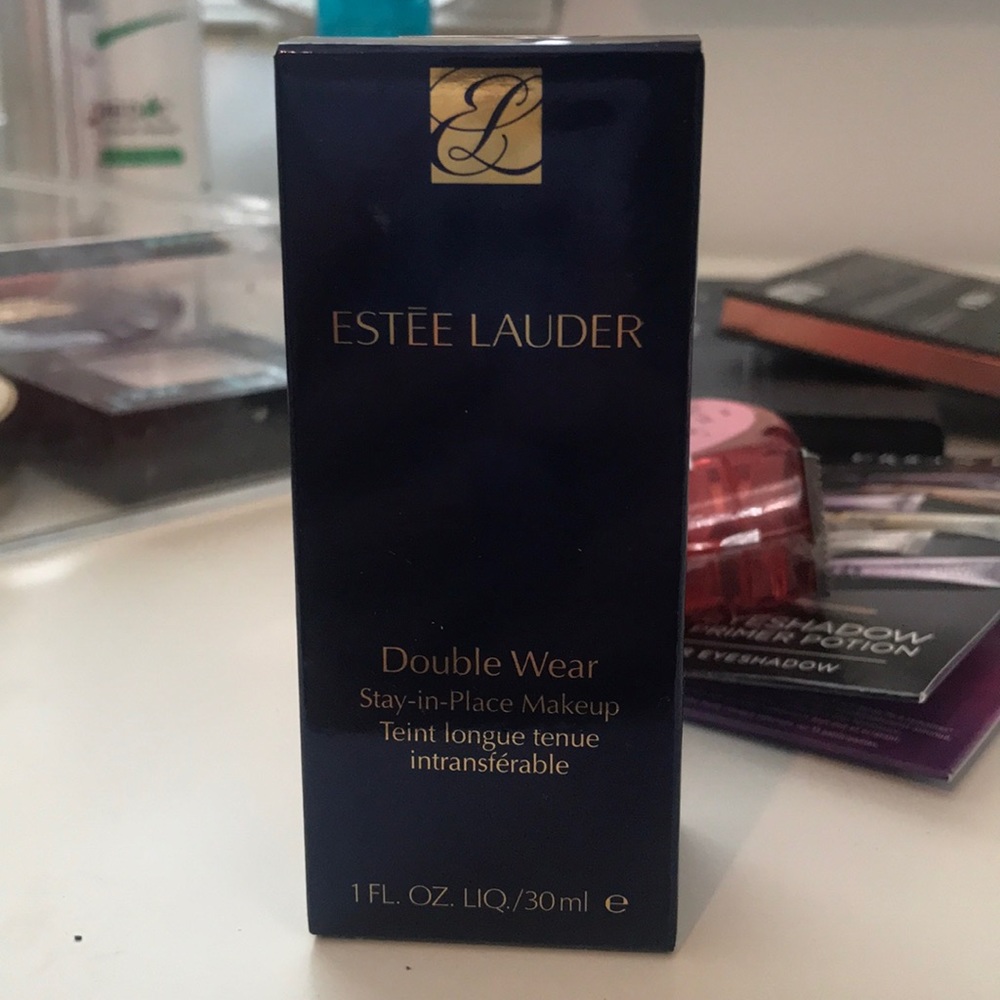 ESTĒE LAUDER
Double Wear
Stay-in-Place Makeup
Teint longue tenue
intransférable
1 FL. OZ. LIQ./30 ml e
EYESHADOW
PRIMER POTION
EYESHADOW